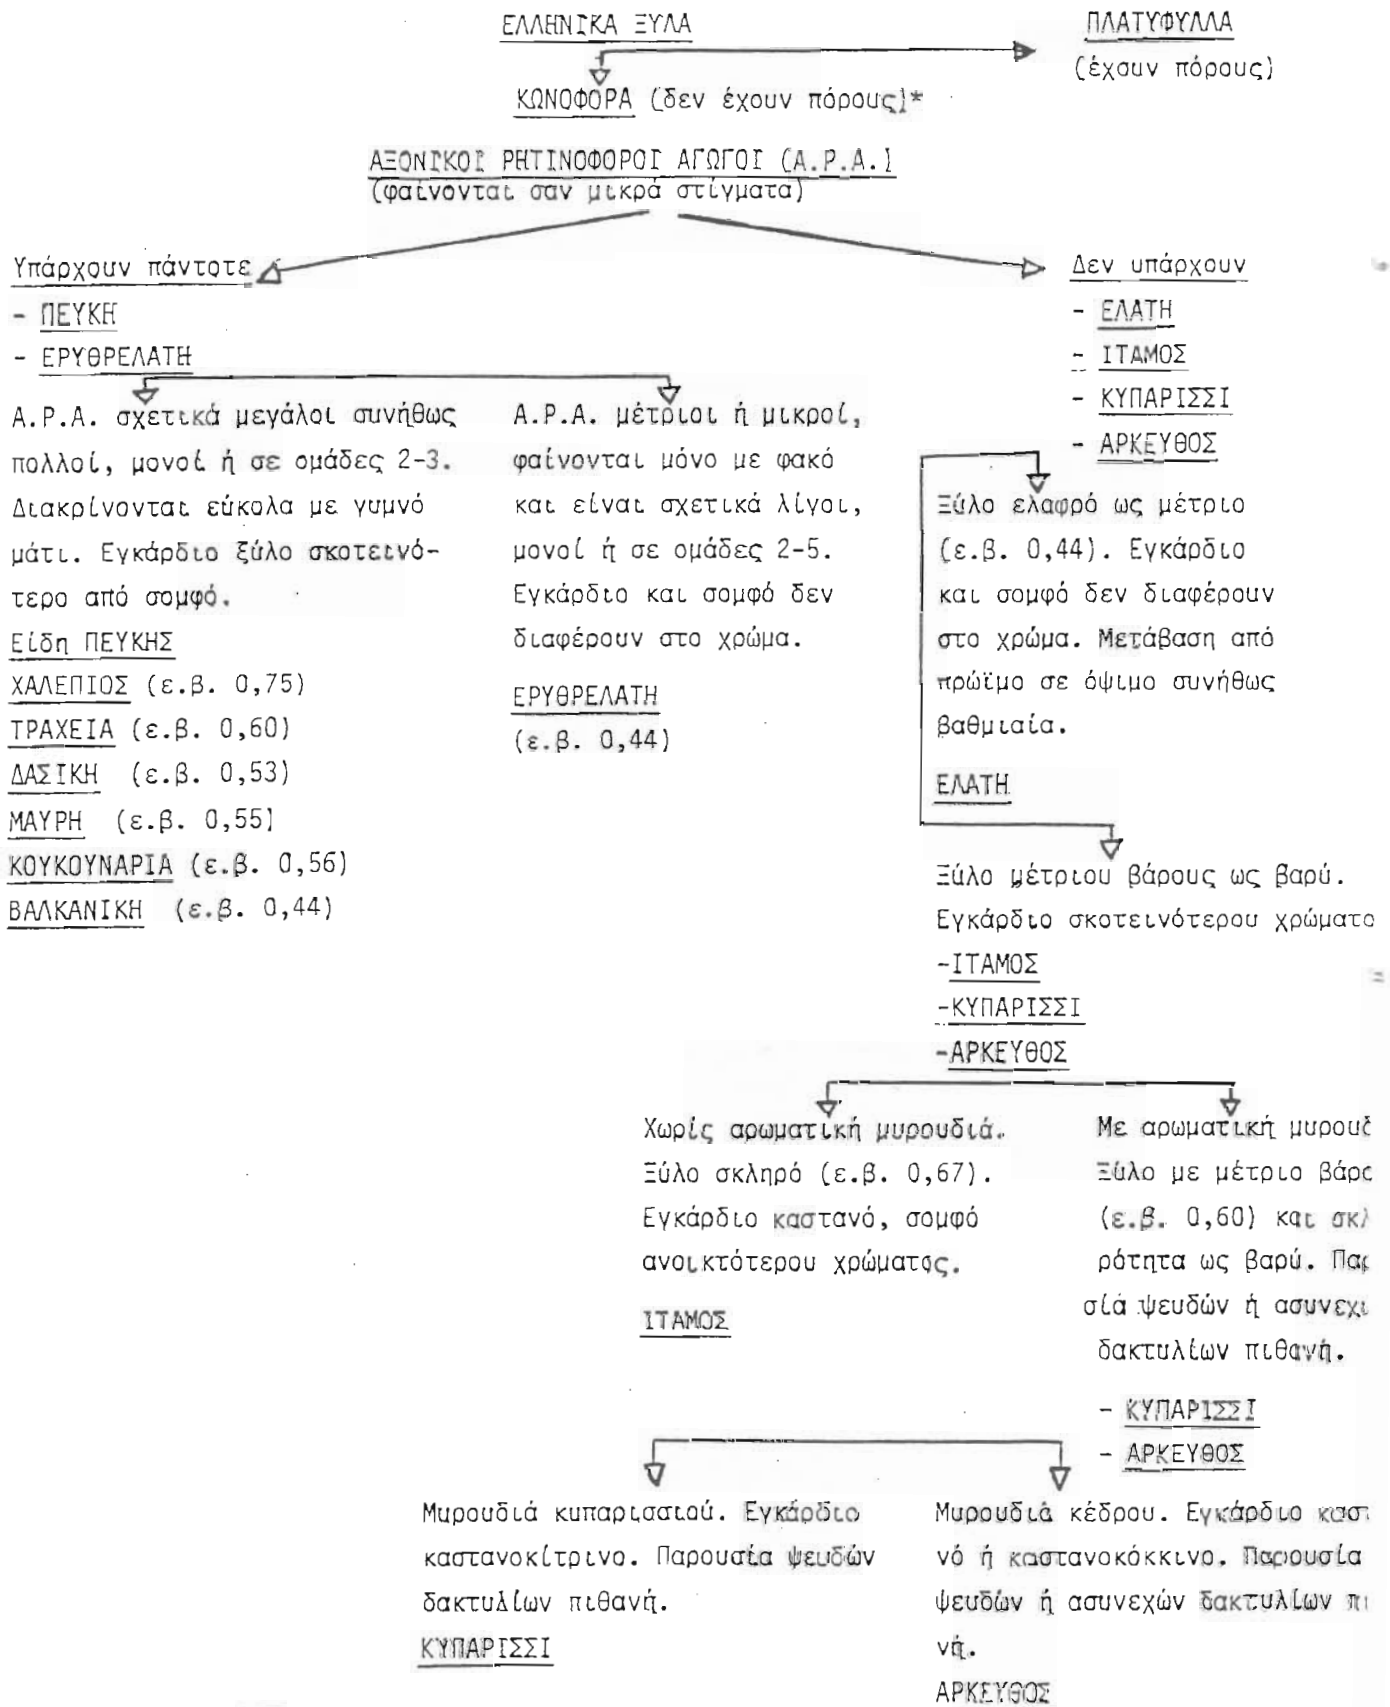 ΕΛΛΗΝΙΚΑ ΞΥΛΑ
ΠΛΑΤΥΦΥΛΛΑ
(έχουν πόρους)
ΚΩΝΟΦΟΡΑ (δεν έχουν πόρους)*
ΑΞΟΝΙΚΟΙ ΡΗΤΙΝΟΦΟΡΟΙ ΑΓΩΓΟΙ (Α.Ρ.Α.)
(φαίνονται σαν μικρά στίγματα)
Υπάρχουν πάντοτε
- ΠΕΥΚΗ
- ΕΡΥΘΡΕΛΑΤΗ
Δεν υπάρχουν
- ΕΛΑΤΗ
- ΙΤΑΜΟΣ
- ΚΥΠΑΡΙΣΣΙ
- ΑΡΚΕΥΘΟΣ
Α.Ρ.Α. σχετικά μεγάλοι συνήθως
πολλοί, μονοί ή σε ομάδες 2-3.
Διακρίνονται εύκολα με γυμνό
μάτι. Εγκάρδιο ξύλο σκοτεινό-
τερο από σομφό.
Είδη ΠΕΥΚΗΣ
ΧΑΛΕΠΙΟΣ (ε.β. 0,75)
ΤΡΑΧΕΙΑ (ε.β. 0,60)
ΔΑΣΙΚΗ (ε.β. 0,53)
ΜΑΥΡΗ (ε.β. 0,55)
ΚΟΥΚΟΥΝΑΡΙΑ (ε.β. 0,56)
ΒΑΛΚΑΝΙΚΗ (ε.β. 0,44)
Α.Ρ.Α. μέτριοι ή μικροί,
φαίνονται μόνο με φακό
και είναι σχετικά λίγοι,
μονοί ή σε ομάδες 2-5.
Εγκάρδιο και σομφό δεν
διαφέρουν στο χρώμα.
ΕΡΥΘΡΕΛΑΤΗ
(ε.β. 0,44)
Ξύλο ελαφρό ως μέτριο
(ε.β. 0,44). Εγκάρδιο
και σομφό δεν διαφέρουν
στο χρώμα. Μετάβαση από
πρώϊμο σε όψιμο συνήθως
βαθμιαία.
ΕΛΑΤΗ
Ξύλο μέτριου βάρους ως βαρύ.
Εγκάρδιο σκοτεινότερου χρώματο
-ΙΤΑΜΟΣ
-ΚΥΠΑΡΙΣΣΙ
-ΑΡΚΕΥΘΟΣ
Χωρίς αρωματική μυρουδιά.
Ξύλο σκληρό (ε.β. 0,67).
Εγκάρδιο καστανό, σομφό
ανοικτότερου χρώματος.
ΙΤΑΜΟΣ
Με αρωματική μυρουδ
Ξύλο με μέτριο βάρο
(ε.β. 0,60) και σκλ
ρότητα ως βαρύ. Παρ
σία ψευδών ή ασυνεχι
δακτυλίων πιθανή.
- ΚΥΠΑΡΙΣΣΙ
- ΑΡΚΕΥΘΟΣ
Μυρουδιά κυπαρισσιού. Εγκάρδιο
καστανοκίτρινο. Παρουσία ψευδών
δακτυλίων πιθανή.
ΚΥΠΑΡΙΣΣΙ
Μυρουδιά κέδρου. Εγκάρδιο καστ
νό ή καστανοκόκκινο. Παρουσία
ψευδών ή ασυνεχών δακτυλίων πι
νή.
ΑΡΚΕΥΘΟΣ